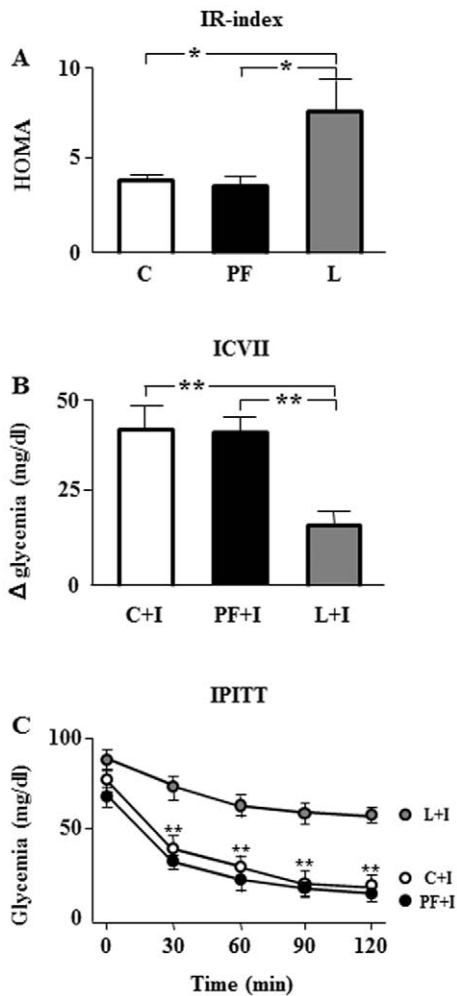 IR-index
A
* *
10
5
0
HOMA
C PF L
ICVII
B
** **
50
25
0
Δ glycemia (mg/dl)
C+I PF+I L+I
IPITT
C
100
50
0
Glycemia (mg/dl)
** ** ** **
L+I
C+I
PF+I
0 30 60 90 120
Time (min)